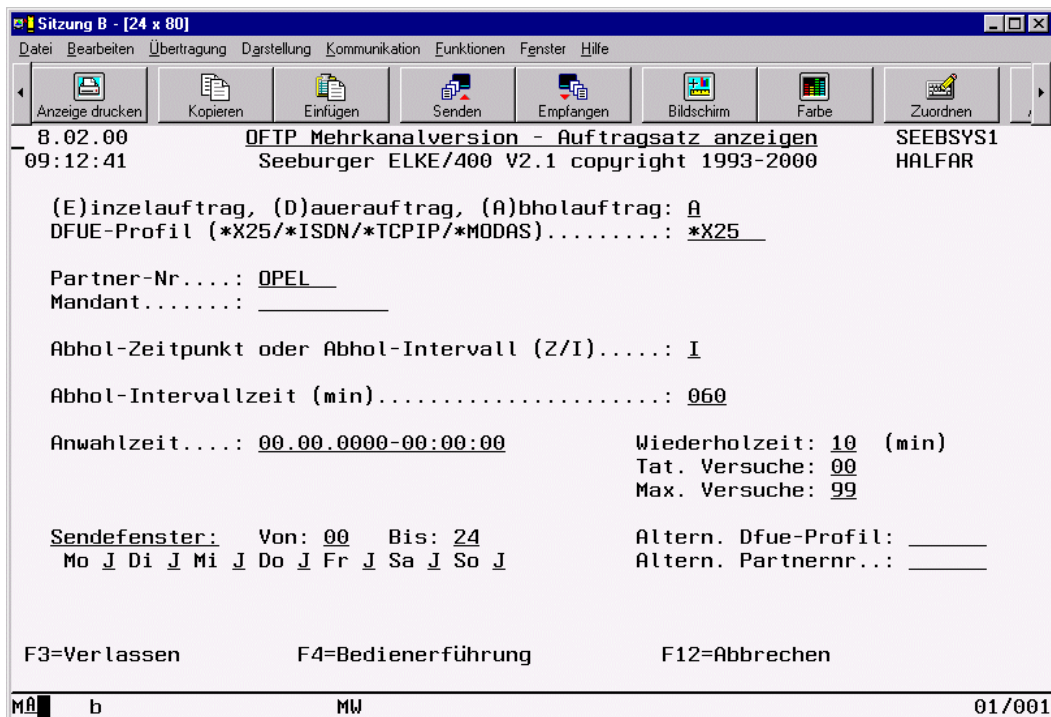 Sitzung B - [24 x 80]
Datei Bearbeiten Übertragung Darstellung Kommunikation Funktionen Fenster Hilfe
Anzeige drucken Kopieren Einfügen Senden Empfangen Bildschirm Farbe Zuordnen
8.02.00 OFTP Mehrkanalversion - Auftragsatz anzeigen SEEBSYS1
09:12:41 Seeburger ELKE/400 V2.1 copyright 1993-2000 HALFAR
(E)inzelauftrag, (D)auerauftrag, (A)bholauftrag: A
DFUE-Profil (*X25/*ISDN/*TCPIP/*MODAS).........: *X25
Partner-Nr....: OPEL
Mandant.......: __________
Abhol-Zeitpunkt oder Abhol-Intervall (Z/I).....: I
Abhol-Intervallzeit (min)......................: 060
Anwahlzeit....: 00.00.0000-00:00:00 Wiederholzeit: 10 (min)
Tat. Versuche: 00
Max. Versuche: 99
Sendefenster: Von: 00 Bis: 24 Altern. Dfue-Profil: ______
Mo J Di J Mi J Do J Fr J Sa J So J Altern. Partnernr..: ______
F3=Verlassen F4=Bedienerführung F12=Abbrechen
MA b MW 01/001